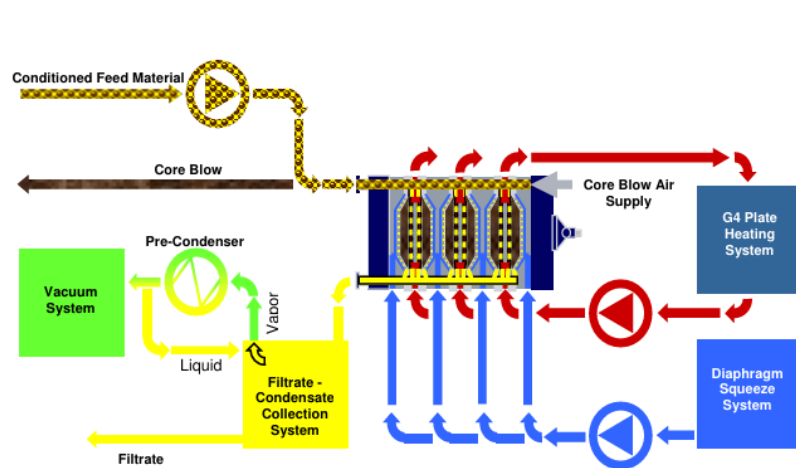 Conditioned Feed Material
Core Blow
Core Blow Air
Supply
G4 Plate
Heating
System
Pre-Condenser
Vacuum
System
Vapor
Liquid
Filtrate -
Condensate
Collection
System
Diaphragm
Squeeze
System
Filtrate